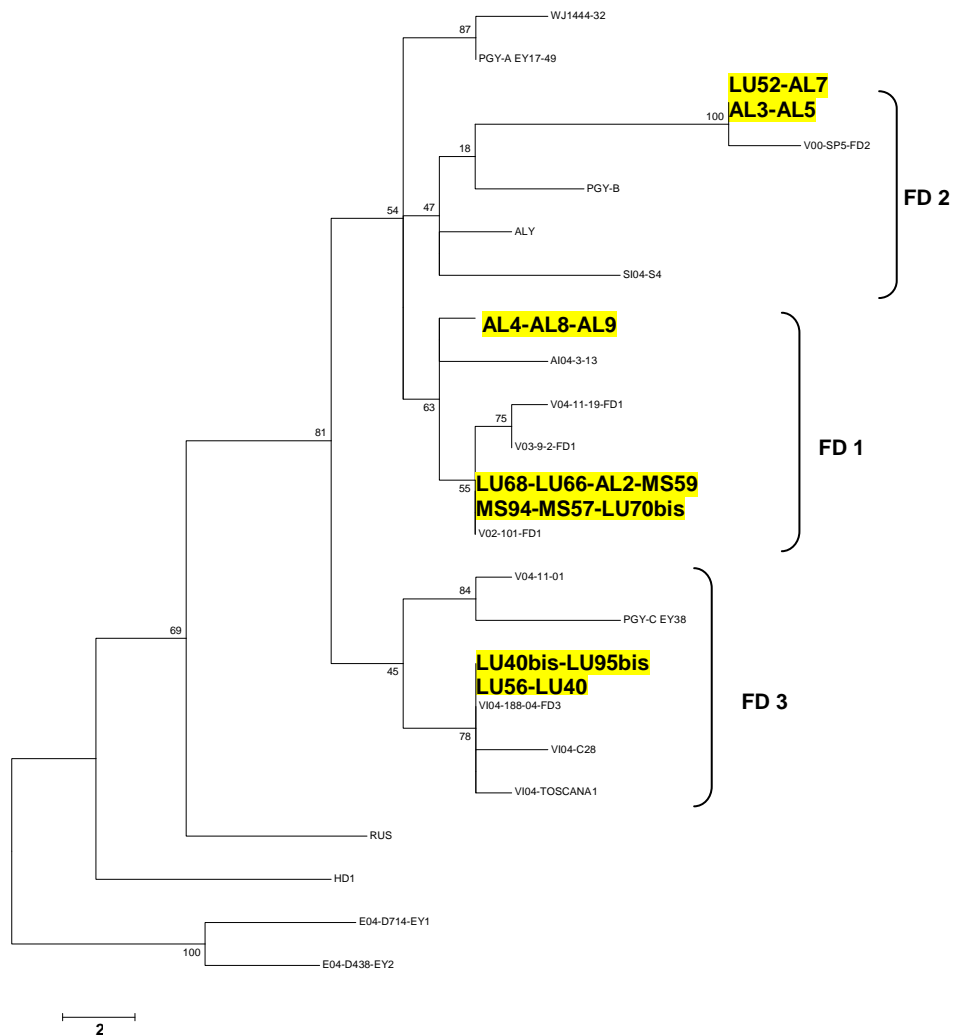 WJ1444-32
87
PGY-A EY17-49
LU52-AL7
AL3-AL5
100
V00-SP5-FD2
18
PGY-B
FD 2
54
47
ALY
SI04-S4
AL4-AL8-AL9
AI04-3-13
63
V04-11-19-FD1
75
V03-9-2-FD1
FD 1
81
LU68-LU66-AL2-MS59
55
MS94-MS57-LU70bis
V02-101-FD1
V04-11-01
84
PGY-C EY38
69
LU40bis-LU95bis
45
LU56-LU40
FD 3
VI04-188-04-FD3
78
VI04-C28
VI04-TOSCANA1
RUS
HD1
E04-D714-EY1
100
E04-D438-EY2
2